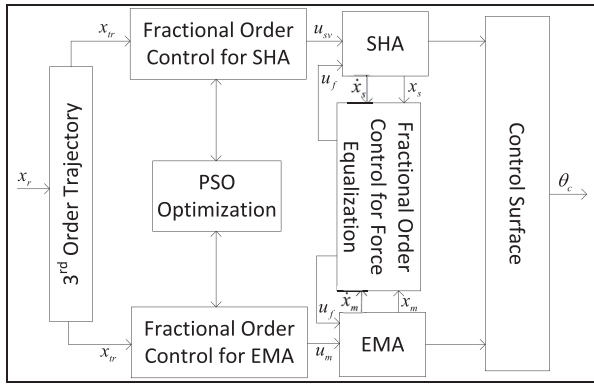 x_tr
Fractional Order
Control for SHA
u_sv
SHA
u_f
ẋ_s
x_s
x_r
3rd Order Trajectory
PSO
Optimization
Fractional Order
Control for Force
Equalization
Control Surface
θ_c
u_f
ẋ_m
x_m
x_tr
Fractional Order
Control for EMA
u_m
EMA